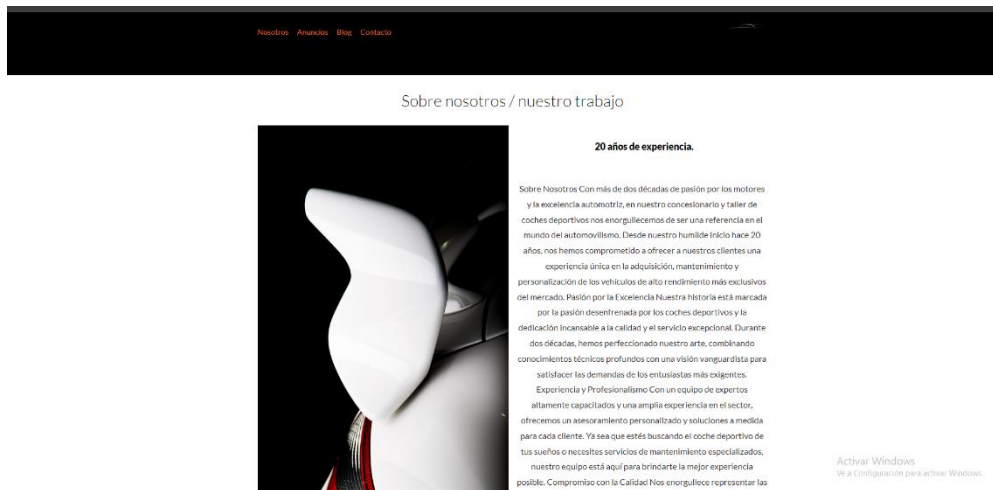 Nosotros Anuncios Blog Contacto
Sobre nosotros / nuestro trabajo
20 años de experiencia.
Sobre Nosotros Con más de dos décadas de pasión por los motores
y la excelencia automotriz, en nuestro concesionario y taller de
coches deportivos nos enorgullecemos de ser una referencia en el
mundo del automovilismo. Desde nuestro humilde inicio hace 20
años, nos hemos comprometido a ofrecer a nuestros clientes una
experiencia única en la adquisición, mantenimiento y
personalización de los vehículos de alto rendimiento más exclusivos
del mercado. Pasión por la Excelencia Nuestra historia está marcada
por la pasión desenfrenada por los coches deportivos y la
dedicación incansable a la calidad y el servicio excepcional. Durante
dos décadas, hemos perfeccionado nuestro arte, combinando
conocimientos técnicos profundos con una visión vanguardista para
satisfacer las demandas de los entusiastas más exigentes.
Experiencia y Profesionalismo Con un equipo de expertos
altamente capacitados y una amplia experiencia en el sector,
ofrecemos un asesoramiento personalizado y soluciones a medida
para cada cliente. Ya sea que estés buscando el coche deportivo de
tus sueños o necesites servicios de mantenimiento especializados,
nuestro equipo está aquí para brindarte la mejor experiencia
posible. Compromiso con la Calidad Nos enorgullece representar las
Activar Windows
Ve a Configuración para activar Windows.